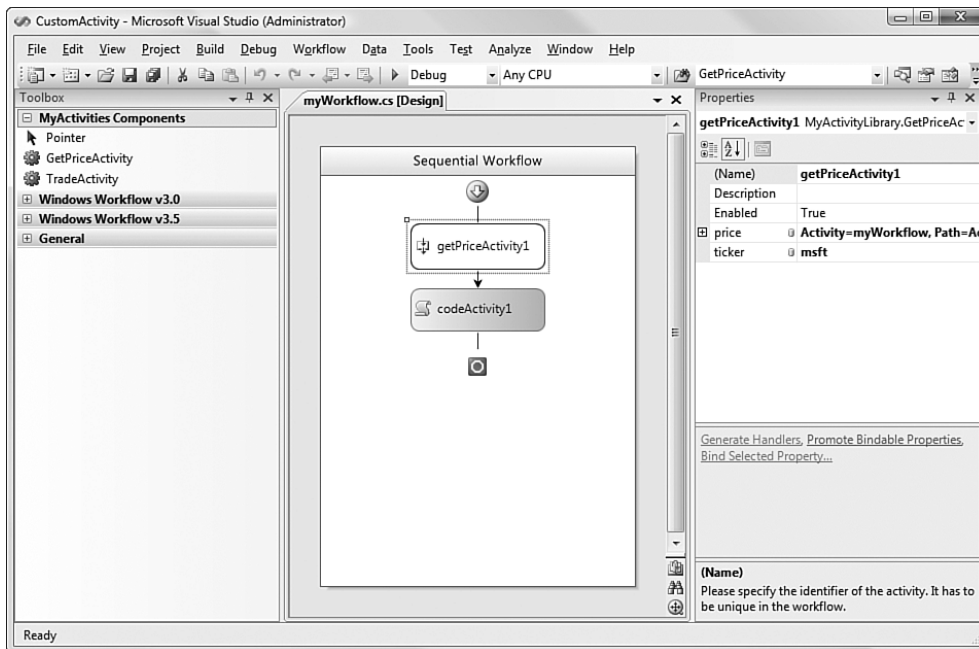 CustomActivity - Microsoft Visual Studio (Administrator)
File Edit View Project Build Debug Workflow Data Tools Test Analyze Window Help
Debug Any CPU GetPriceActivity
Toolbox
MyActivities Components
Pointer
GetPriceActivity
TradeActivity
Windows Workflow v3.0
Windows Workflow v3.5
General
myWorkflow.cs [Design]
Sequential Workflow
getPriceActivity1
codeActivity1
Properties
getPriceActivity1 MyActivityLibrary.GetPriceAc
(Name) getPriceActivity1
Description
Enabled True
price Activity=myWorkflow, Path=Ac
ticker msft
Generate Handlers, Promote Bindable Properties,
Bind Selected Property...
(Name)
Please specify the identifier of the activity. It has to
be unique in the workflow.
Ready